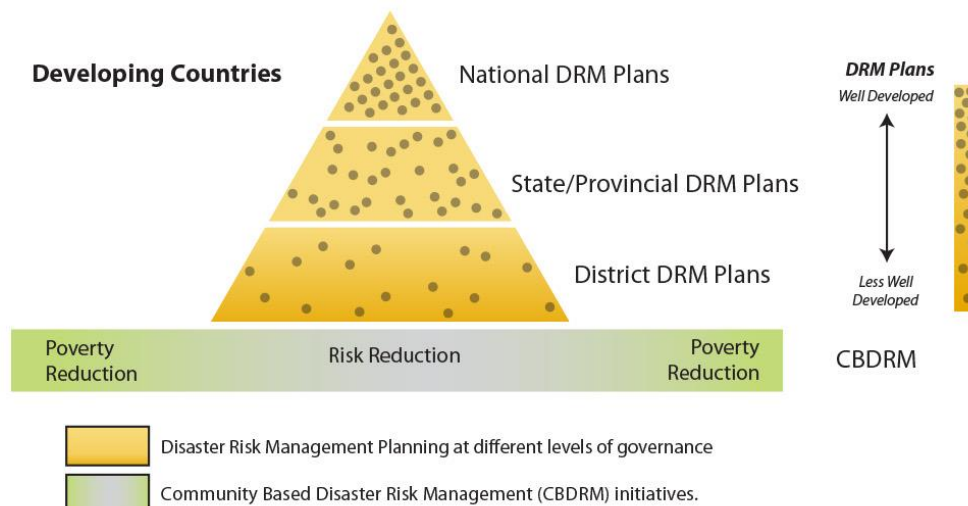 Developing Countries
National DRM Plans
State/Provincial DRM Plans
District DRM Plans
DRM Plans
Well Developed
Less Well
Developed
Poverty
Reduction
Risk Reduction
Poverty
Reduction
CBDRM
Disaster Risk Management Planning at different levels of governance
Community Based Disaster Risk Management (CBDRM) initiatives.